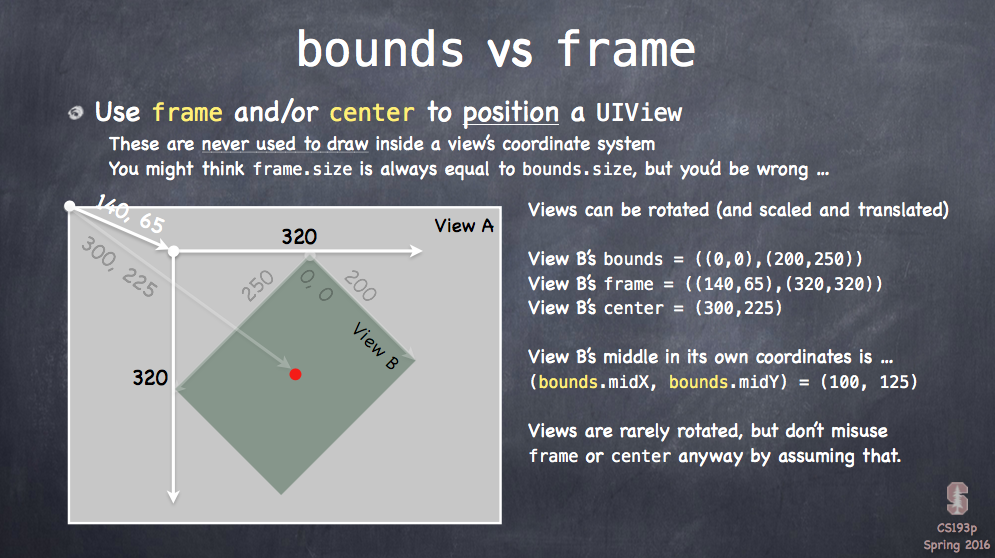 bounds vs frame
Use frame and/or center to position a UIView
These are never used to draw inside a view's coordinate system
You might think frame.size is always equal to bounds.size, but you'd be wrong ...
140, 65
300, 225
320
View A
250
0, 0
200
View B
320
Views can be rotated (and scaled and translated)
View B's bounds = ((0,0),(200,250))
View B's frame = ((140,65),(320,320))
View B's center = (300,225)
View B's middle in its own coordinates is ...
(bounds.midX, bounds.midY) = (100, 125)
Views are rarely rotated, but don't misuse
frame or center anyway by assuming that.
CS193p
Spring 2016